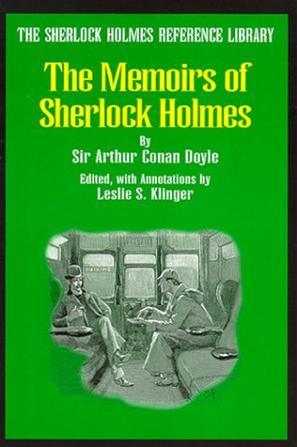 THE SHERLOCK HOLMES REFERENCE LIBRARY
The Memoirs of
Sherlock Holmes
By
Sir Arthur Conan Doyle
Edited, with Annotations by
Leslie S. Klinger